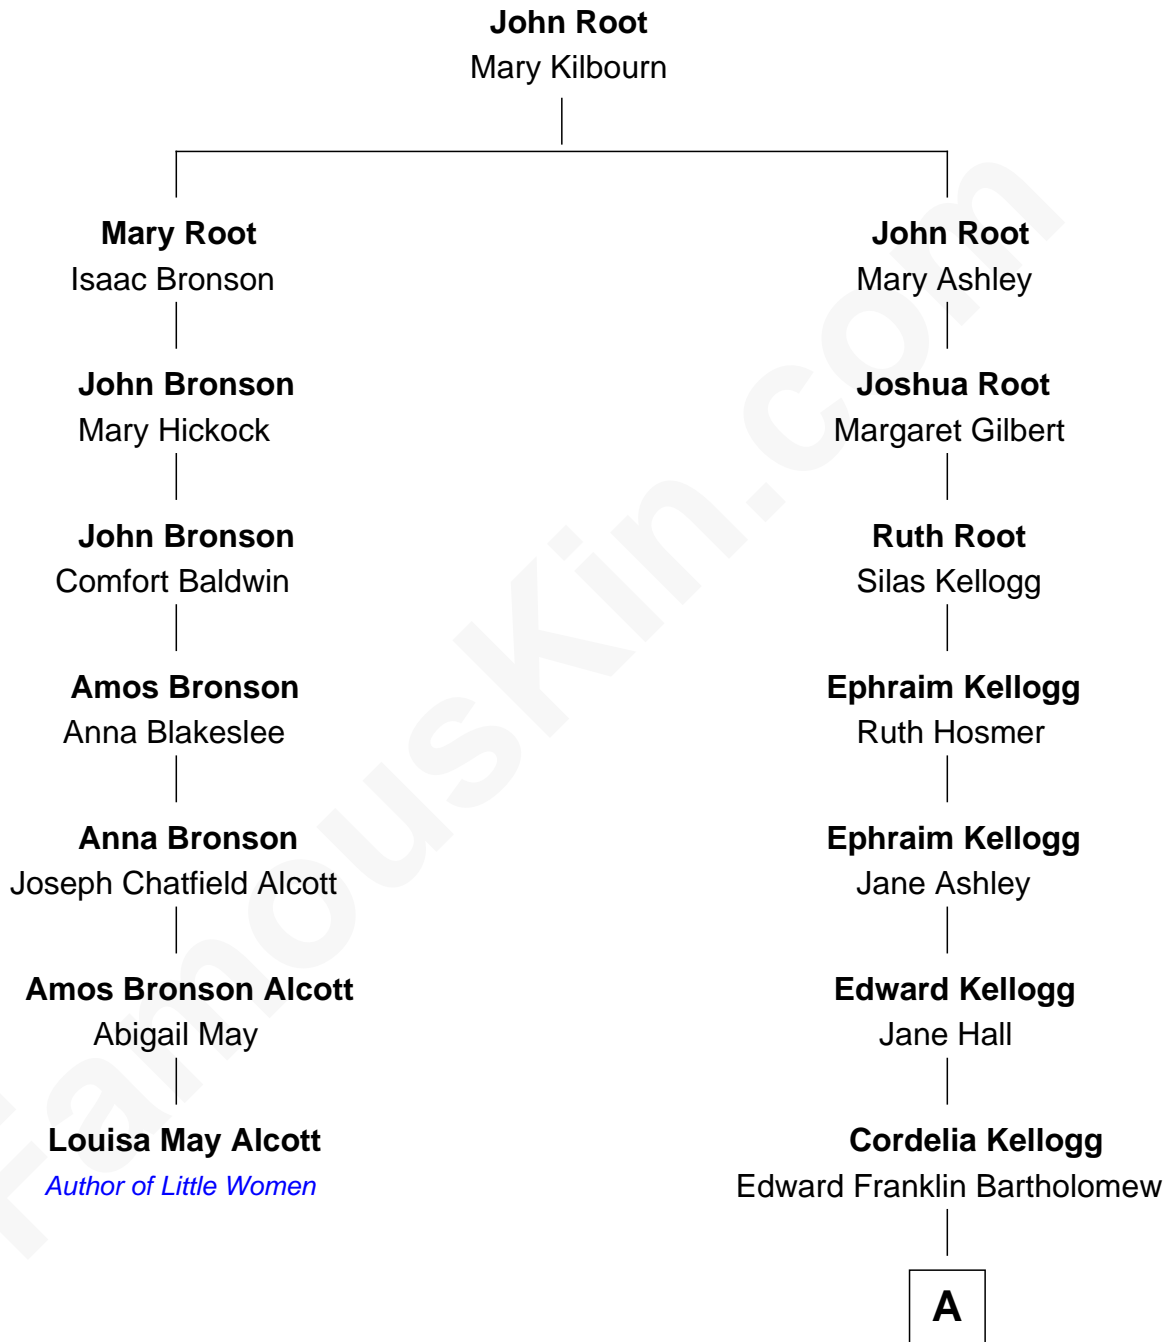 John Root
Mary Kilbourn
Mary Root
Isaac Bronson
John Root
Mary Ashley
John Bronson
Mary Hickock
Joshua Root
Margaret Gilbert
John Bronson
Comfort Baldwin
Ruth Root
Silas Kellogg
Amos Bronson
Anna Blakeslee
Ephraim Kellogg
Ruth Hosmer
Anna Bronson
Joseph Chatfield Alcott
Ephraim Kellogg
Jane Ashley
Amos Bronson Alcott
Abigail May
Edward Kellogg
Jane Hall
Louisa May Alcott
Author of Little Women
Cordelia Kellogg
Edward Franklin Bartholomew
A
FamousKin.com